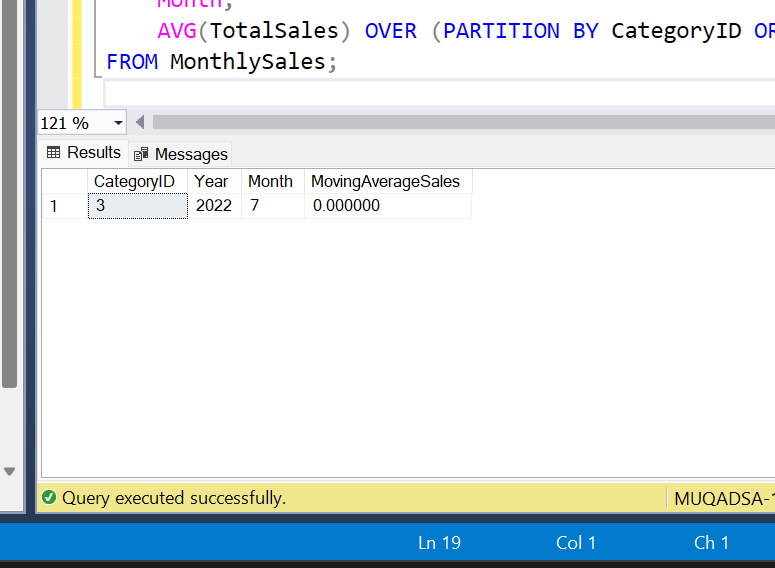 Month,
AVG(TotalSales) OVER (PARTITION BY CategoryID OR
FROM MonthlySales;
121 %
Results Messages
CategoryID Year Month MovingAverageSales
1 3 2022 7 0.000000
Query executed successfully. MUQADSA-1
Ln 19 Col 1 Ch 1